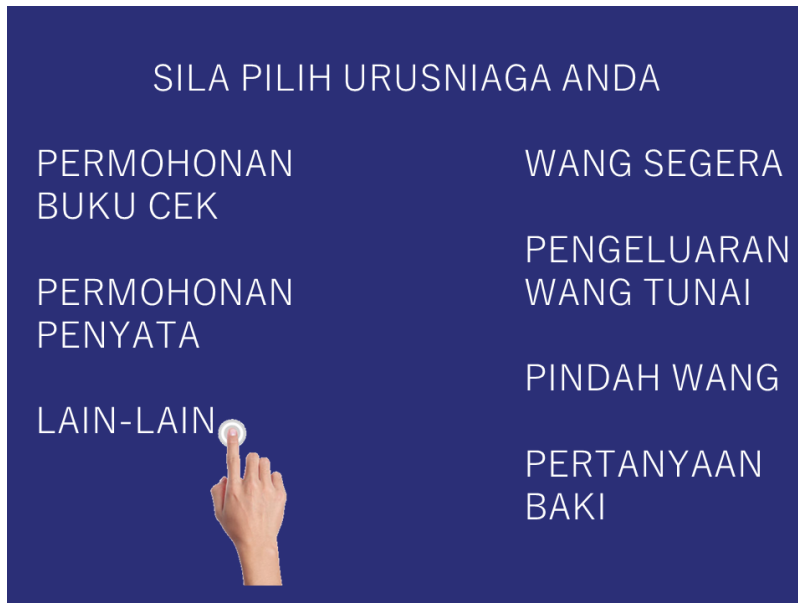 SILA PILIH URUSNIAGA ANDA
PERMOHONAN
BUKU CEK
PERMOHONAN
PENYATA
LAIN-LAIN
WANG SEGERA
PENGELUARAN
WANG TUNAI
PINDAH WANG
PERTANYAAN
BAKI